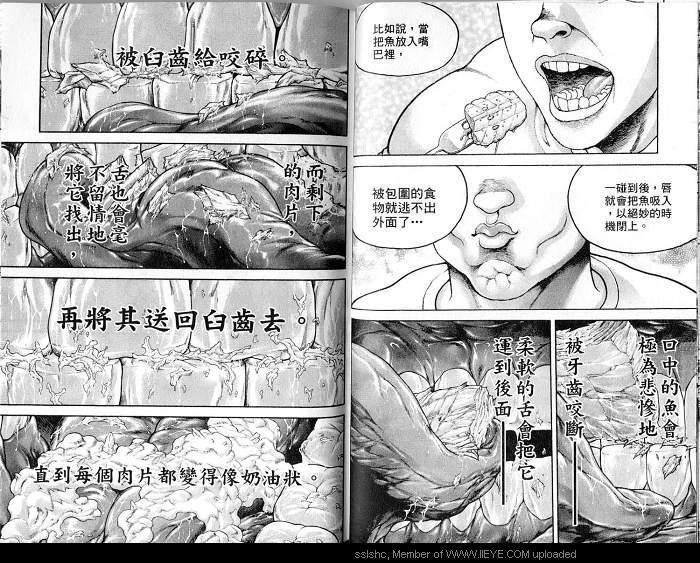 比如說，當
把魚放入嘴
巴裡，
一碰到後，唇
就會把魚吸入
，以絕妙的時
機閉上。
被包圍的食
物就逃不出
外面了…
口中的魚會
極為悲慘地
被牙齒咬斷
柔軟的舌會把它
運到後面
被臼齒給咬碎。
而剩下
的肉片，
舌也會毫
不留情地
將它找出，
再將其送回臼齒去。
直到每個肉片都變得像奶油狀。
sslshc, Member of WWW.IIEYE.COM uploaded